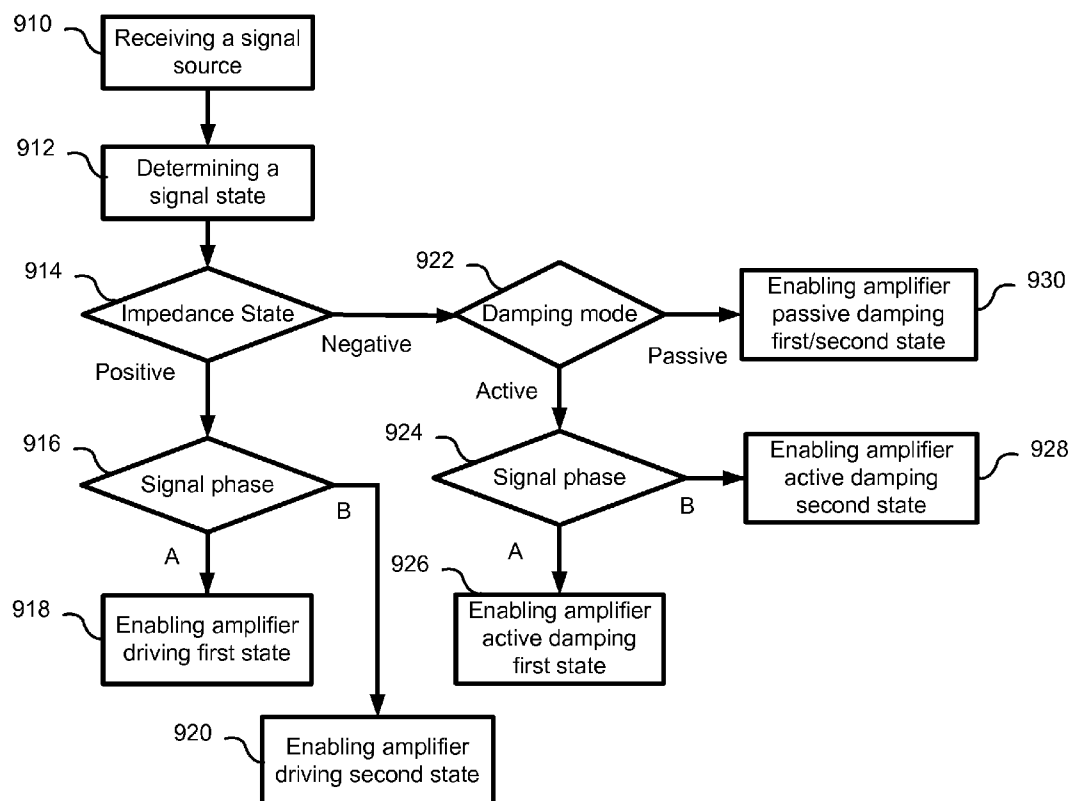 910
Receiving a signal
source
912
Determining a
signal state
914
Impedance State
Negative
Positive
922
Damping mode
Passive
Active
Enabling amplifier
passive damping
first/second state
930
916
Signal phase
B
A
924
Signal phase
B
A
Enabling amplifier
active damping
second state
928
918
Enabling amplifier
driving first state
926
Enabling amplifier
active damping
first state
920
Enabling amplifier
driving second state